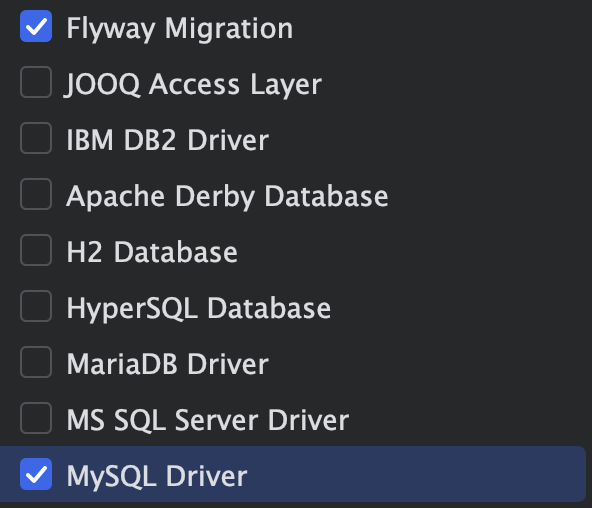 Flyway Migration
JOOQ Access Layer
IBM DB2 Driver
Apache Derby Database
H2 Database
HyperSQL Database
MariaDB Driver
MS SQL Server Driver
MySQL Driver